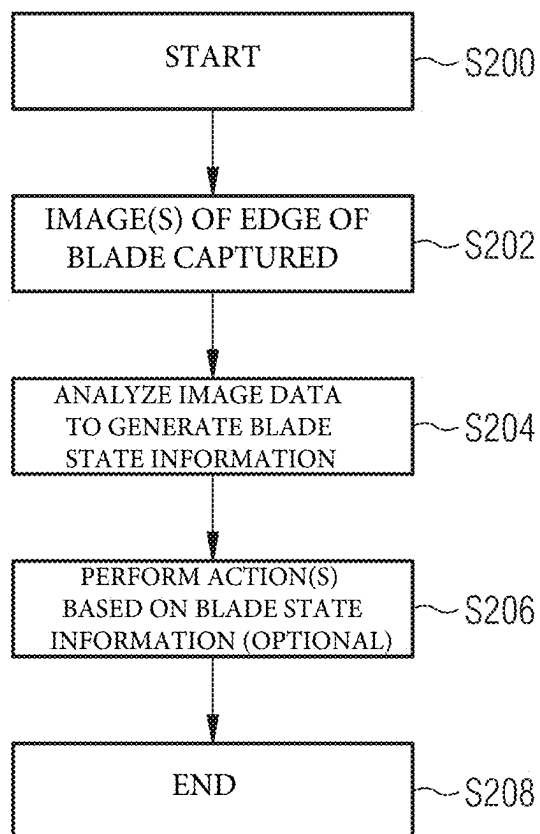 START
S200
IMAGE(S) OF EDGE OF
BLADE CAPTURED
S202
ANALYZE IMAGE DATA
TO GENERATE BLADE
STATE INFORMATION
S204
PERFORM ACTION(S)
BASED ON BLADE STATE
INFORMATION (OPTIONAL)
S206
END
S208